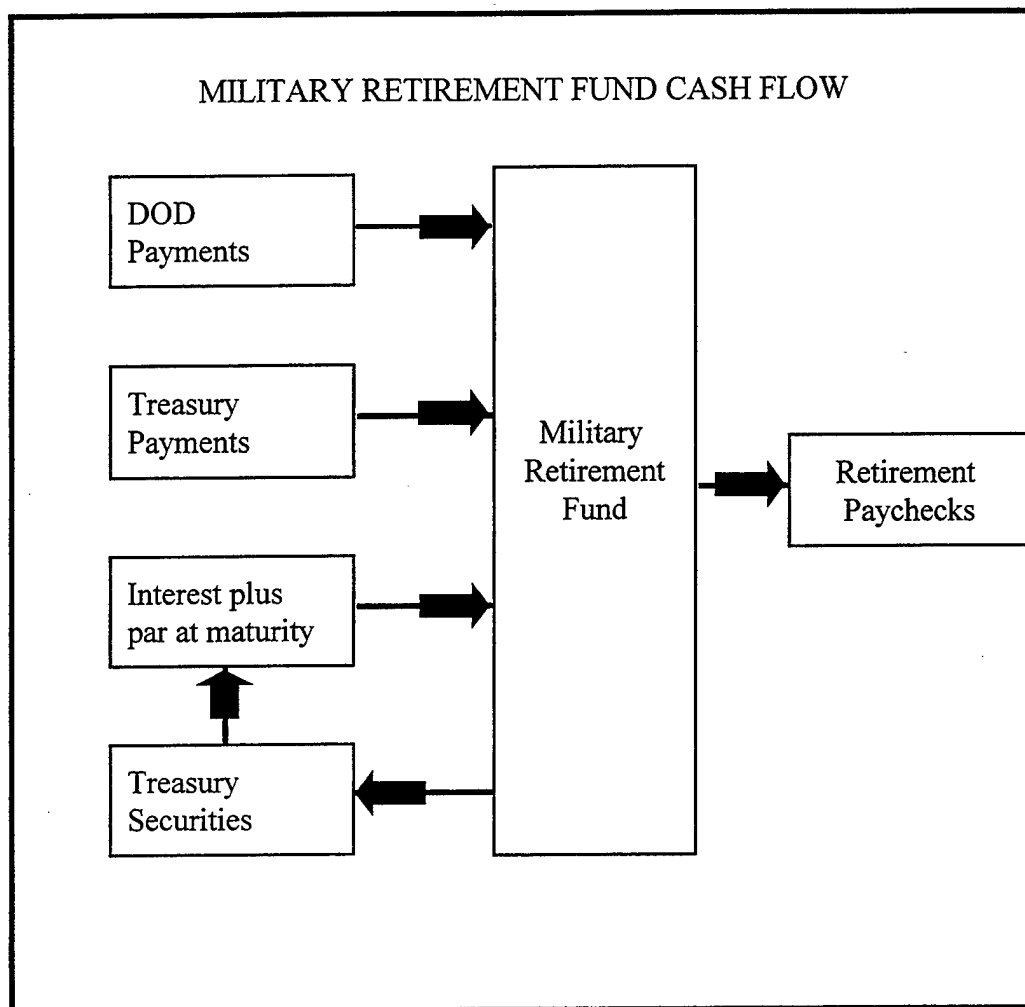 MILITARY RETIREMENT FUND CASH FLOW
DOD
Payments
Treasury
Payments
Interest plus
par at maturity
Treasury
Securities
Military
Retirement
Fund
Retirement
Paychecks